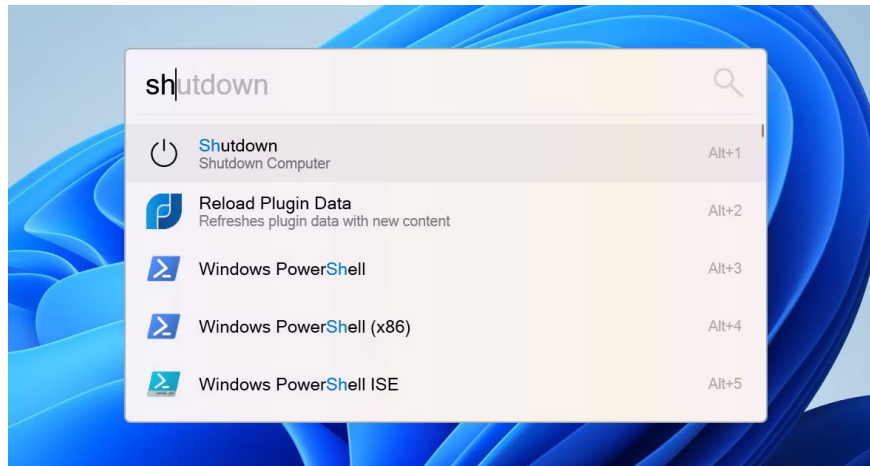 shutdown
Shutdown
Shutdown Computer
Alt+1
Reload Plugin Data
Refreshes plugin data with new content
Alt+2
Windows PowerShell
Alt+3
Windows PowerShell (x86)
Alt+4
Windows PowerShell ISE
Alt+5